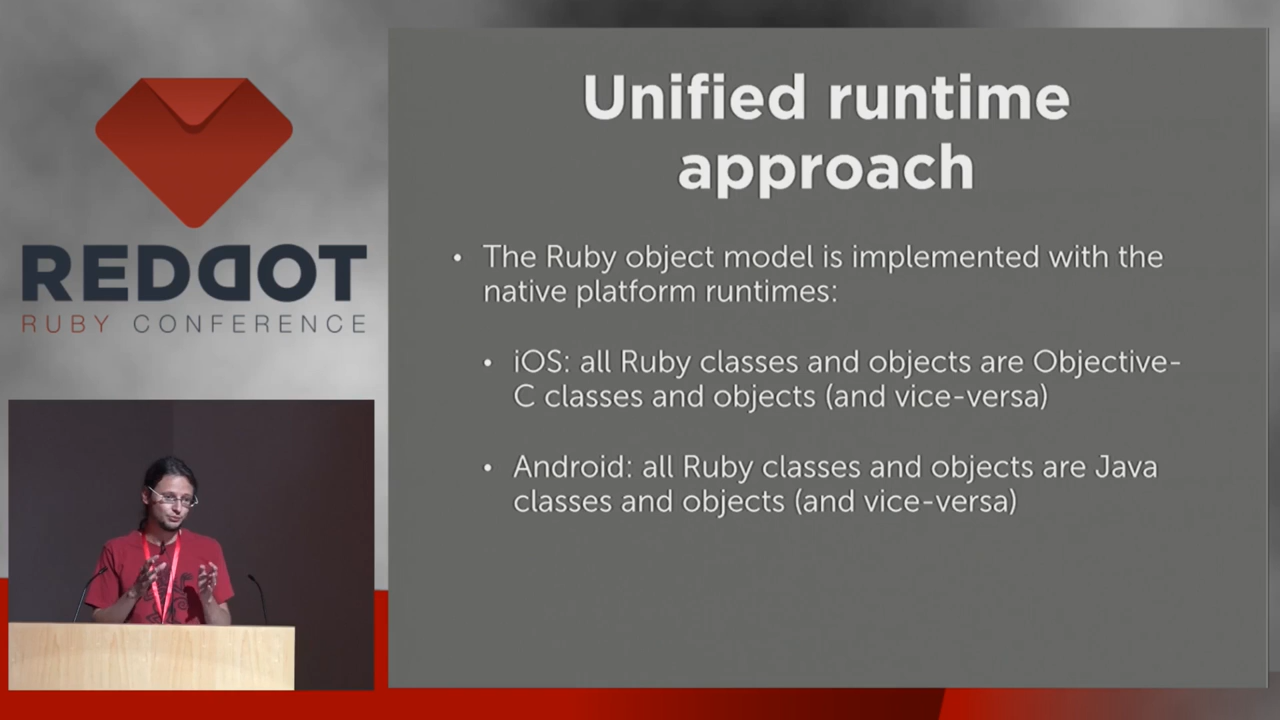 REDDOT
RUBY CONFERENCE
Unified runtime
approach
• The Ruby object model is implemented with the
native platform runtimes:
• iOS: all Ruby classes and objects are Objective-
C classes and objects (and vice-versa)
• Android: all Ruby classes and objects are Java
classes and objects (and vice-versa)